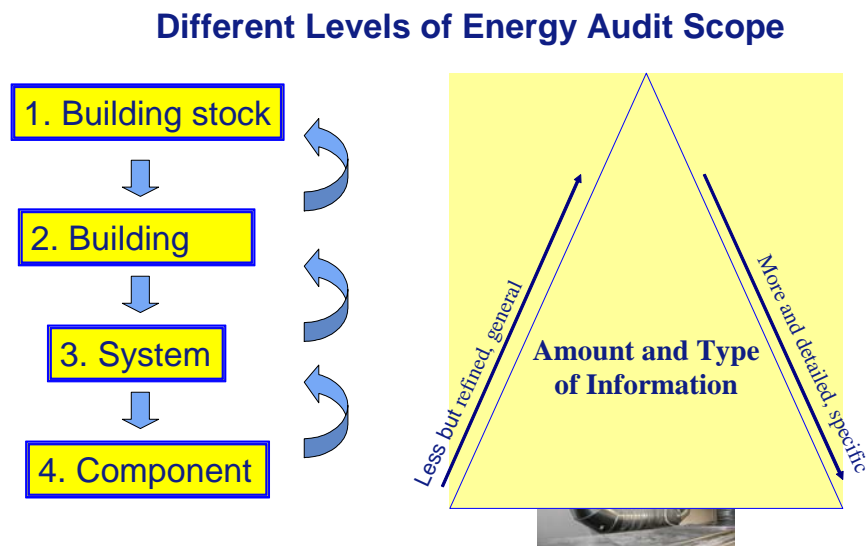 Different Levels of Energy Audit Scope
1. Building stock
2. Building
3. System
4. Component
Less but refined, general
Amount and Type
of Information
More and detailed, specific